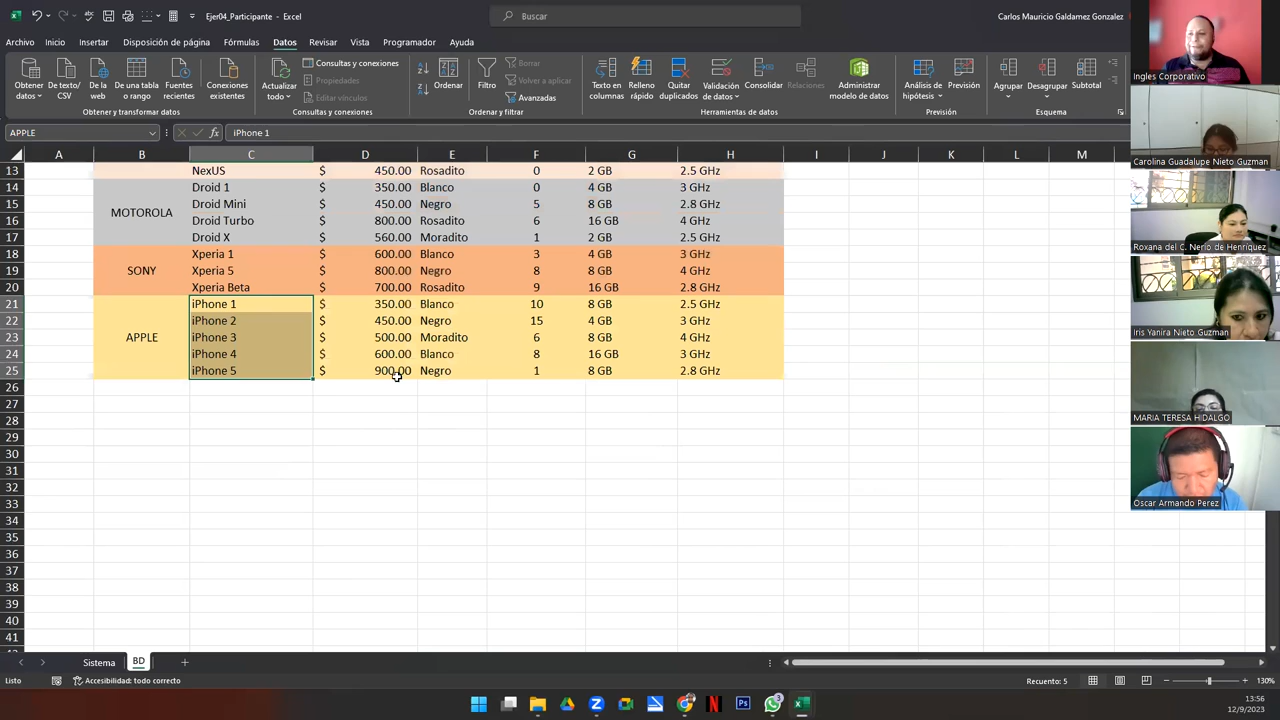 Ejer04_Participante - Excel
Buscar
Carlos Mauricio Galdamez Gonzalez
Archivo Inicio Insertar Disposición de página Fórmulas Datos Revisar Vista Programador Ayuda
Obtener datos
De texto/ CSV
De la web
De una tabla o rango
Fuentes recientes
Conexiones existentes
Actualizar todo
Consultas y conexiones
Propiedades
Editar vínculos
Ordenar
Filtro
Borrar
Volver a aplicar
Avanzadas
Texto en columnas
Relleno rápido
Quitar duplicados
Validación de datos
Consolidar
Relaciones
Administrar modelo de datos
Análisis de hipótesis
Previsión
Agrupar
Desagrupar
Subtotal
Obtener y transformar datos
Consultas y conexiones
Ordenar y filtrar
Herramientas de datos
Previsión
Esquema
APPLE
iPhone 1
A B C D E F G H I J K L M
13 NexUS $ 450.00 Rosadito 0 2 GB 2.5 GHz
14 Droid 1 $ 350.00 Blanco 0 4 GB 3 GHz
15 Droid Mini $ 450.00 Negro 5 8 GB 2.8 GHz
MOTOROLA
16 Droid Turbo $ 800.00 Rosadito 6 16 GB 4 GHz
17 Droid X $ 560.00 Moradito 1 2 GB 2.5 GHz
18 Xperia 1 $ 600.00 Blanco 3 4 GB 3 GHz
19 SONY Xperia 5 $ 800.00 Negro 8 8 GB 4 GHz
20 Xperia Beta $ 700.00 Rosadito 9 16 GB 2.8 GHz
21 iPhone 1 $ 350.00 Blanco 10 8 GB 2.5 GHz
22 iPhone 2 $ 450.00 Negro 15 4 GB 3 GHz
23 APPLE iPhone 3 $ 500.00 Moradito 6 8 GB 4 GHz
24 iPhone 4 $ 600.00 Blanco 8 16 GB 3 GHz
25 iPhone 5 $ 900.00 Negro 1 8 GB 2.8 GHz
26
27
28
29
30
31
32
33
34
35
36
37
38
39
40
41
Sistema BD
Listo
Accesibilidad: todo correcto
Recuento: 5
130%
13:56
12/9/2023
3
Ingles Corporativo
Carolina Guadalupe Nieto Guzman
Roxana del C. Nerio de Henríquez
Iris Yanira Nieto Guzman
MARIA TERESA HIDALGO
Oscar Armando Perez